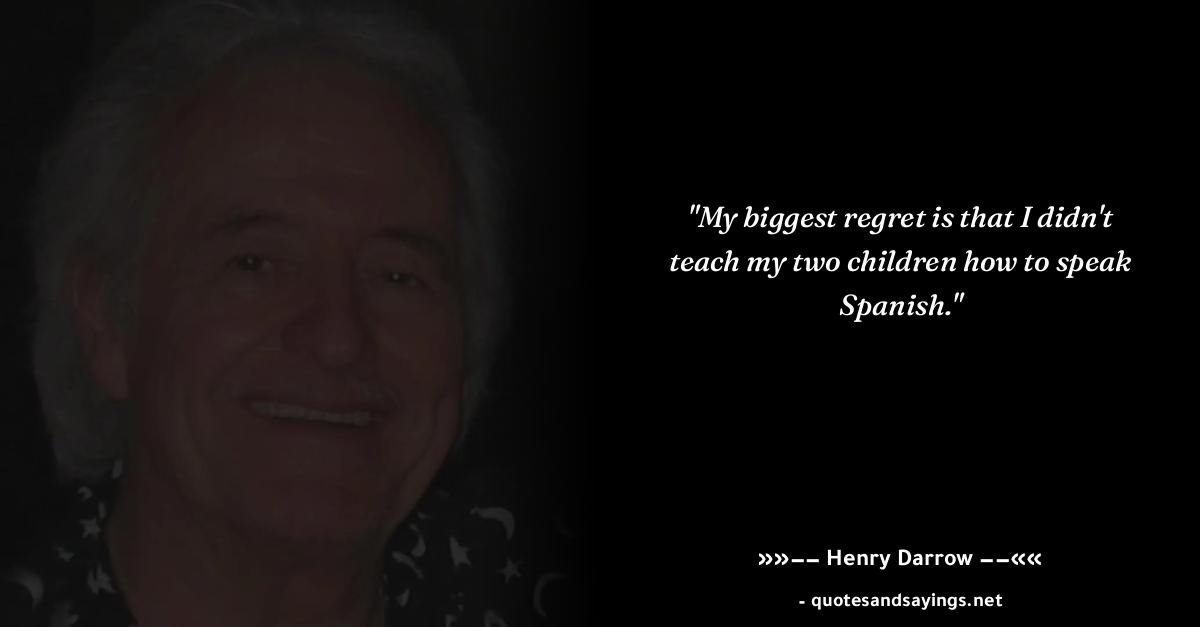 "My biggest regret is that I didn't
teach my two children how to speak
Spanish."
»»−− Henry Darrow −−««
- quotesandsayings.net